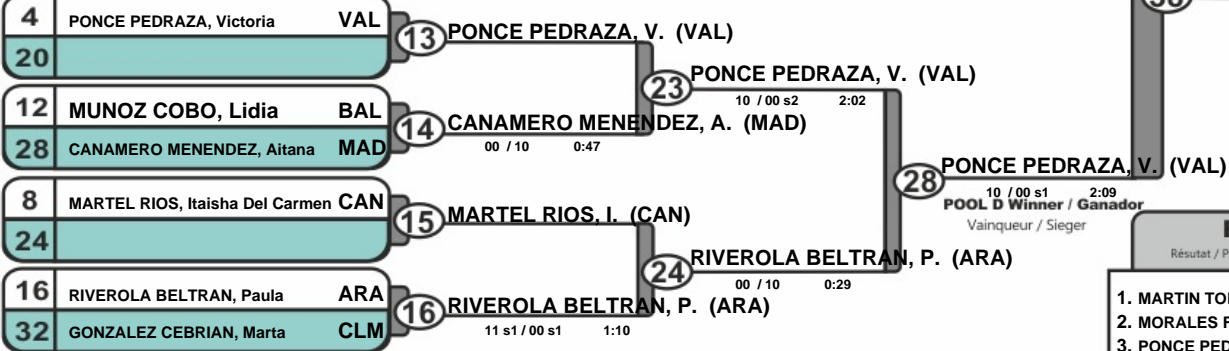 4 PONCE PEDRAZA, Victoria VAL
20
13 PONCE PEDRAZA, V. (VAL)
12 MUNOZ COBO, Lidia BAL
28 CANAMERO MENENDEZ, Aitana MAD
14 CANAMERO MENENDEZ, A. (MAD)
00 / 10 0:47
23 PONCE PEDRAZA, V. (VAL)
10 / 00 s2 2:02
8 MARTEL RIOS, Itaisha Del Carmen CAN
24
15 MARTEL RIOS, I. (CAN)
16 RIVEROLA BELTRAN, Paula ARA
32 GONZALEZ CEBRIAN, Marta CLM
16 RIVEROLA BELTRAN, P. (ARA)
11 s1 / 00 s1 1:10
24 RIVEROLA BELTRAN, P. (ARA)
00 / 10 0:29
28 PONCE PEDRAZA, V. (VAL)
10 / 00 s1 2:09
POOL D Winner / Ganador
Vainqueur / Sieger
Résutat / P
1. MARTIN TO
2. MORALES
3. PONCE PED